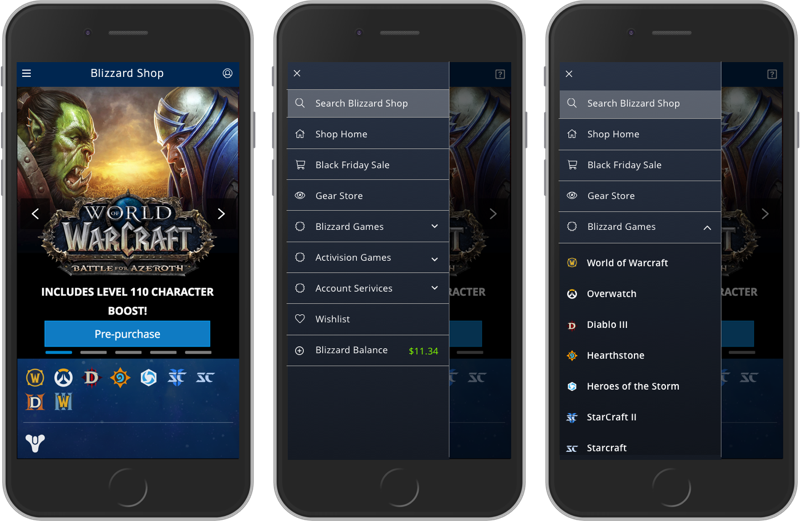 Blizzard Shop
WORLD
OF
WARCRAFT
BATTLE FOR AZEROTH
INCLUDES LEVEL 110 CHARACTER
BOOST!
Pre-purchase
Search Blizzard Shop
Shop Home
Black Friday Sale
Gear Store
Blizzard Games
Activision Games
Account Serivices
Wishlist
Blizzard Balance $11.34
?
RACTER
Search Blizzard Shop
Shop Home
Black Friday Sale
Gear Store
Blizzard Games
World of Warcraft
Overwatch
Diablo III
Hearthstone
Heroes of the Storm
StarCraft II
Starcraft
?
RACTER